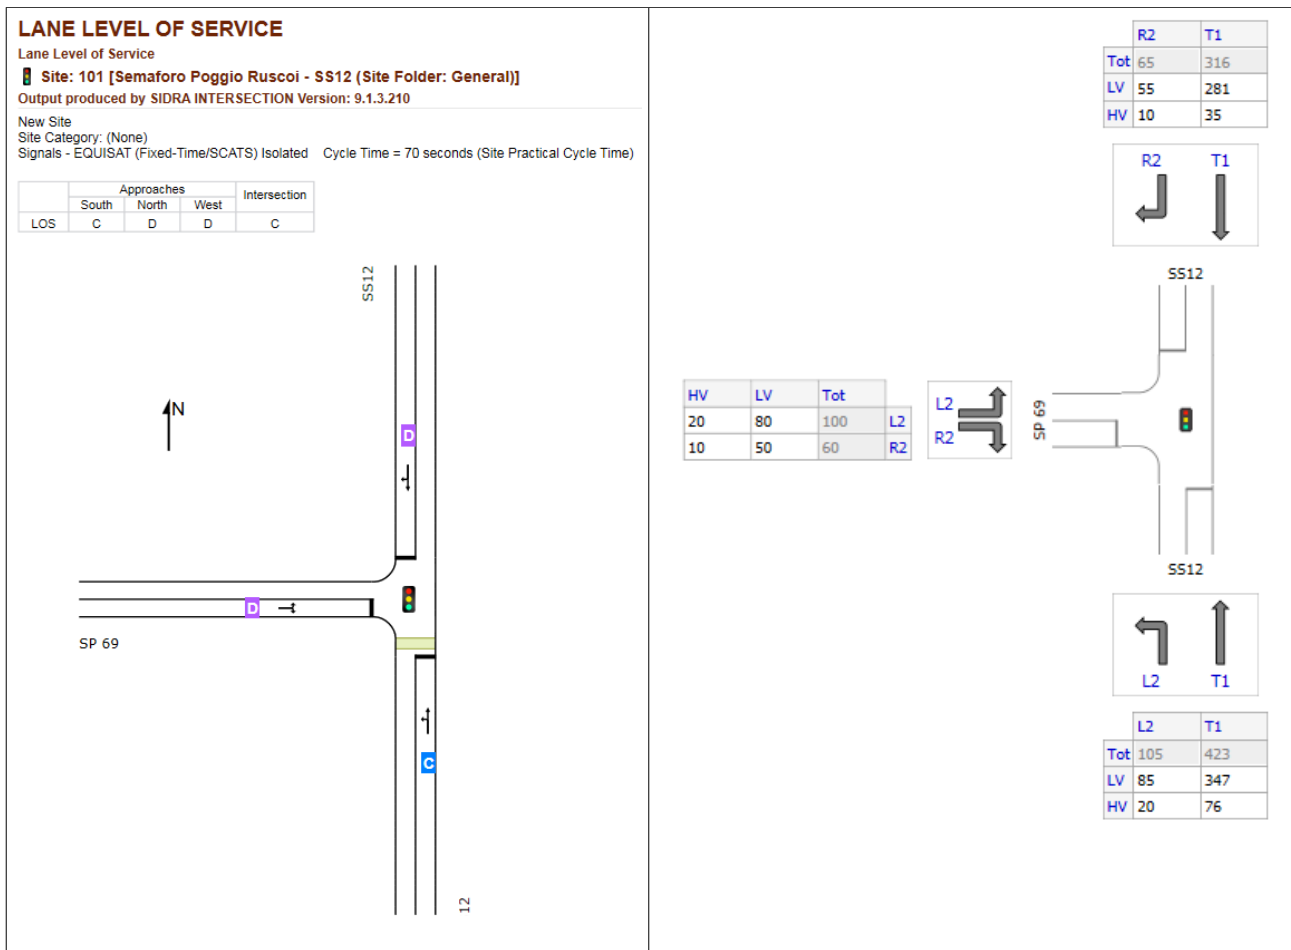 LANE LEVEL OF SERVICE
Lane Level of Service
Site: 101 [Semaforo Poggio Ruscoi - SS12 (Site Folder: General)]
Output produced by SIDRA INTERSECTION Version: 9.1.3.210
New Site
Site Category: (None)
Signals - EQUISAT (Fixed-Time/SCATS) Isolated Cycle Time = 70 seconds (Site Practical Cycle Time)
Approaches Intersection
South North West
LOS C D D C
SS12
N
D
D
SP 69
C
12
R2 T1
Tot 65 316
LV 55 281
HV 10 35
R2 T1
SS12
HV LV Tot
20 80 100 L2
10 50 60 R2
L2
R2
SP 69
SS12
L2 T1
L2 T1
Tot 105 423
LV 85 347
HV 20 76